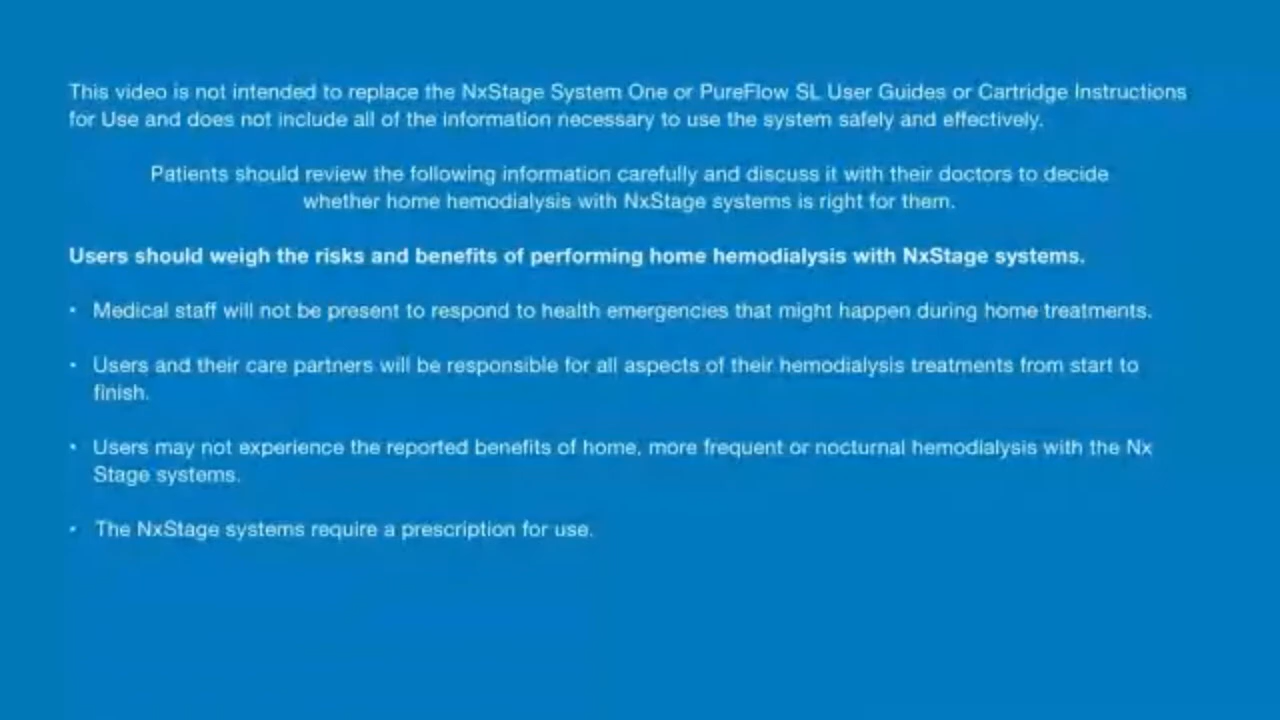 This video is not intended to replace the NxStage System One or PureFlow SL User Guides or Cartridge Instructions
for Use and does not include all of the information necessary to use the system safely and effectively.
Patients should review the following information carefully and discuss it with their doctors to decide
whether home hemodialysis with NxStage systems is right for them.
Users should weigh the risks and benefits of performing home hemodialysis with NxStage systems.
• Medical staff will not be present to respond to health emergencies that might happen during home treatments.
• Users and their care partners will be responsible for all aspects of their hemodialysis treatments from start to
finish.
• Users may not experience the reported benefits of home, more frequent or nocturnal hemodialysis with the Nx
Stage systems.
• The NxStage systems require a prescription for use.